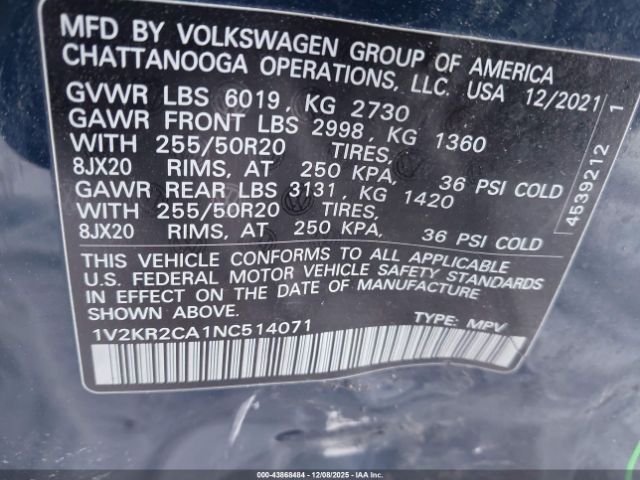 MFD BY VOLKSWAGEN GROUP OF AMERICA
CHATTANOOGA OPERATIONS, LLC. USA 12/2021
GVWR LBS 6019, KG 2730
GAWR FRONT LBS 2998, KG 1360
WITH 255/50R20 TIRES,
8JX20 RIMS, AT 250 KPA, 36 PSI COLD
GAWR REAR LBS 3131, KG 1420
WITH 255/50R20 TIRES,
8JX20 RIMS, AT 250 KPA, 36 PSI COLD
THIS VEHICLE CONFORMS TO ALL APPLICABLE
U.S. FEDERAL MOTOR VEHICLE SAFETY STANDARDS
IN EFFECT ON THE DATE OF MANUFACTURE
SHOWN ABOVE.
1V2KR2CA1NC514071 TYPE: MPV
4539212 1
00-43868484 - 12/08/2025 - IAAI.COM